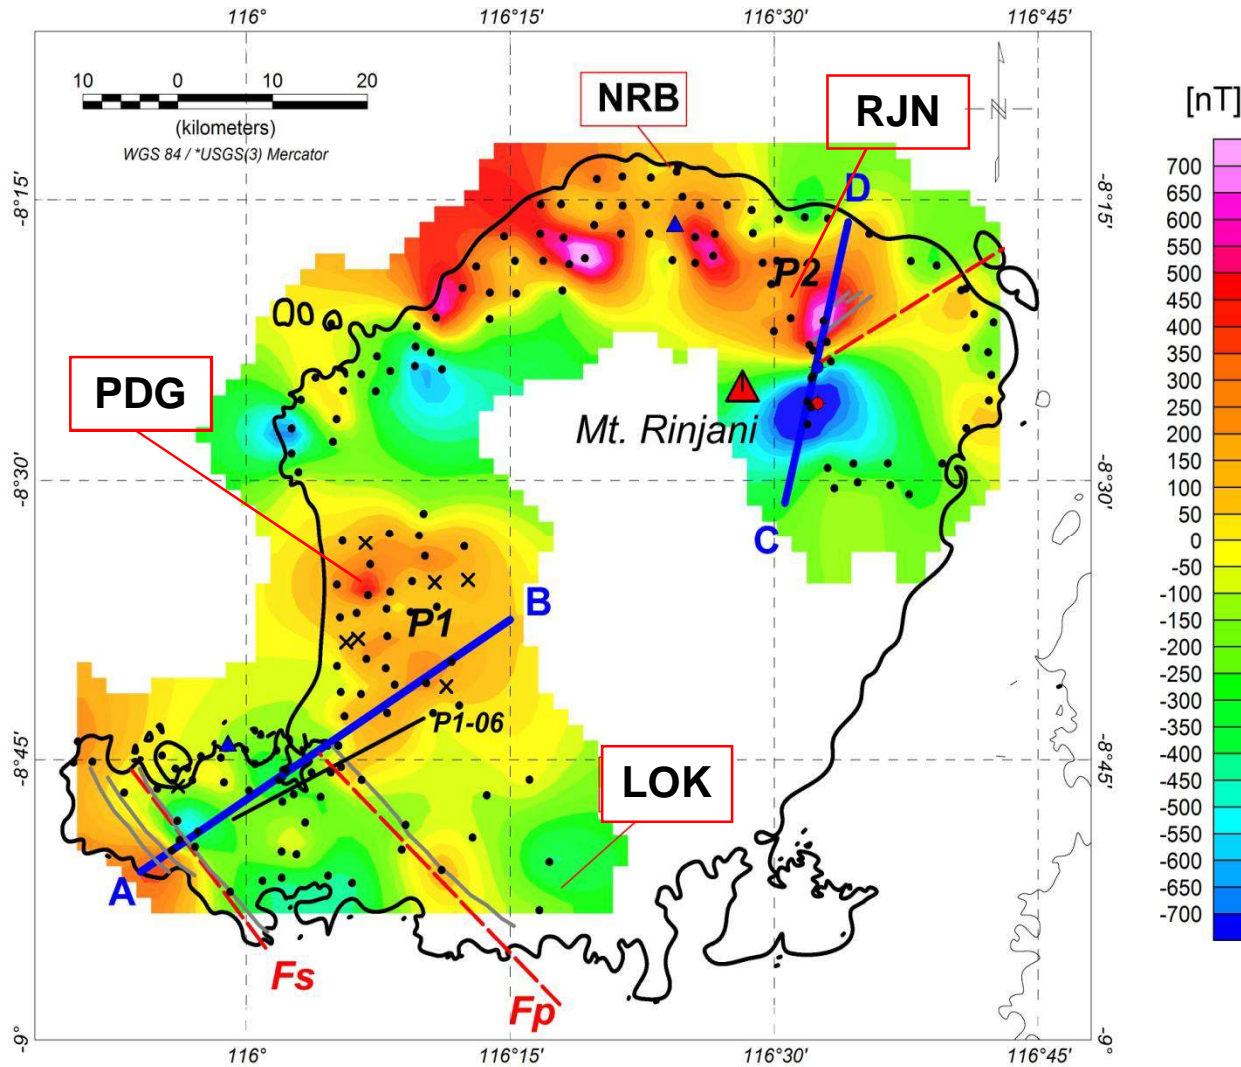 116°
116°15'
116°30'
116°45'
10 0 10 20
(kilometers)
WGS 84 / *USGS(3) Mercator
NRB
RJN
N
[nT]
700
650
600
550
500
450
400
350
300
250
200
150
100
50
0
-50
-100
-150
-200
-250
-300
-350
-400
-450
-500
-550
-600
-650
-700
-8°15'
-8°15'
D
P2
PDG
Mt. Rinjani
-8°30'
-8°30'
C
B
P1
P1-06
-8°45'
-8°45'
LOK
A
Fs
Fp
-9°
-9°
116°
116°15'
116°30'
116°45'